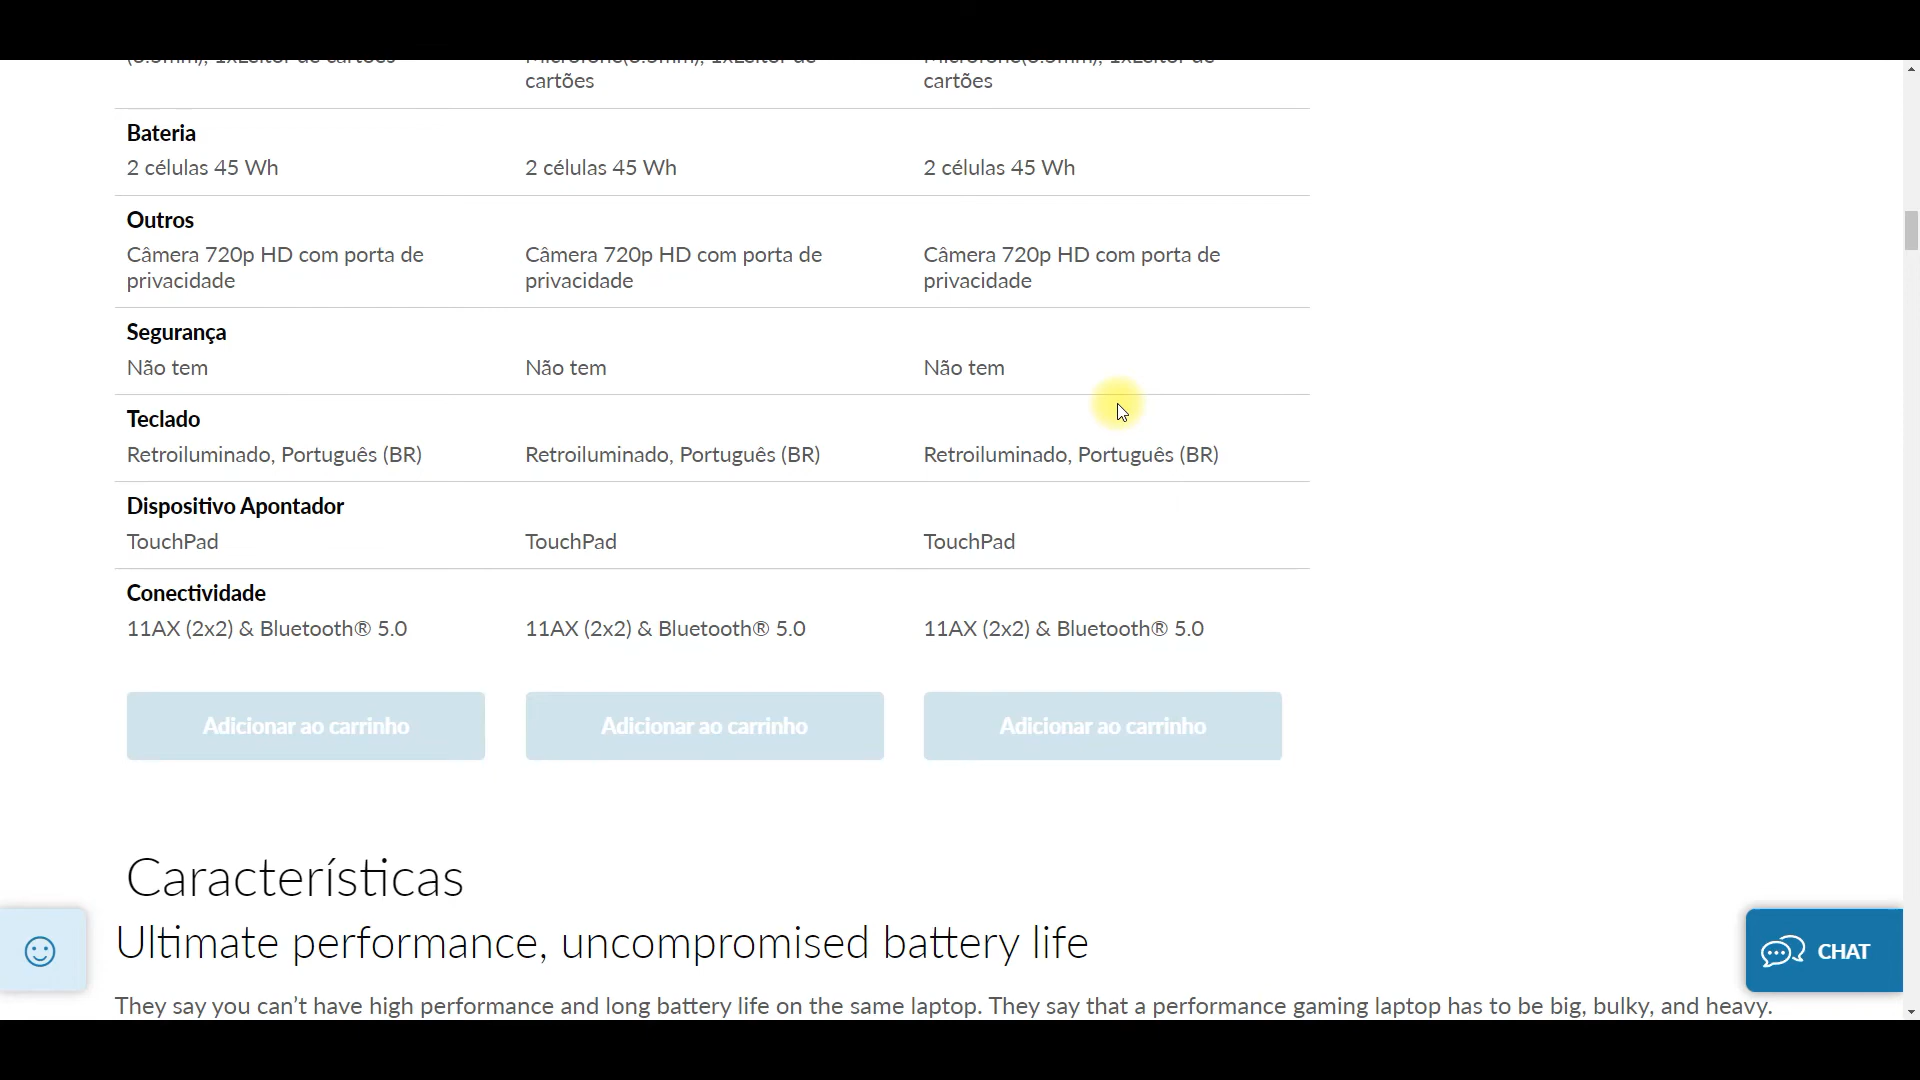 cartões
cartões
Bateria
2 células 45 Wh
2 células 45 Wh
2 células 45 Wh
Outros
Câmera 720p HD com porta de
privacidade
Câmera 720p HD com porta de
privacidade
Câmera 720p HD com porta de
privacidade
Segurança
Não tem
Não tem
Não tem
Teclado
Retroiluminado, Português (BR)
Retroiluminado, Português (BR)
Retroiluminado, Português (BR)
Dispositivo Apontador
TouchPad
TouchPad
TouchPad
Conectividade
11AX (2x2) & Bluetooth® 5.0
11AX (2x2) & Bluetooth® 5.0
11AX (2x2) & Bluetooth® 5.0
Adicionar ao carrinho
Adicionar ao carrinho
Adicionar ao carrinho
Características
Ultimate performance, uncompromised battery life
They say you can’t have high performance and long battery life on the same laptop. They say that a performance gaming laptop has to be big, bulky, and heavy.
CHAT